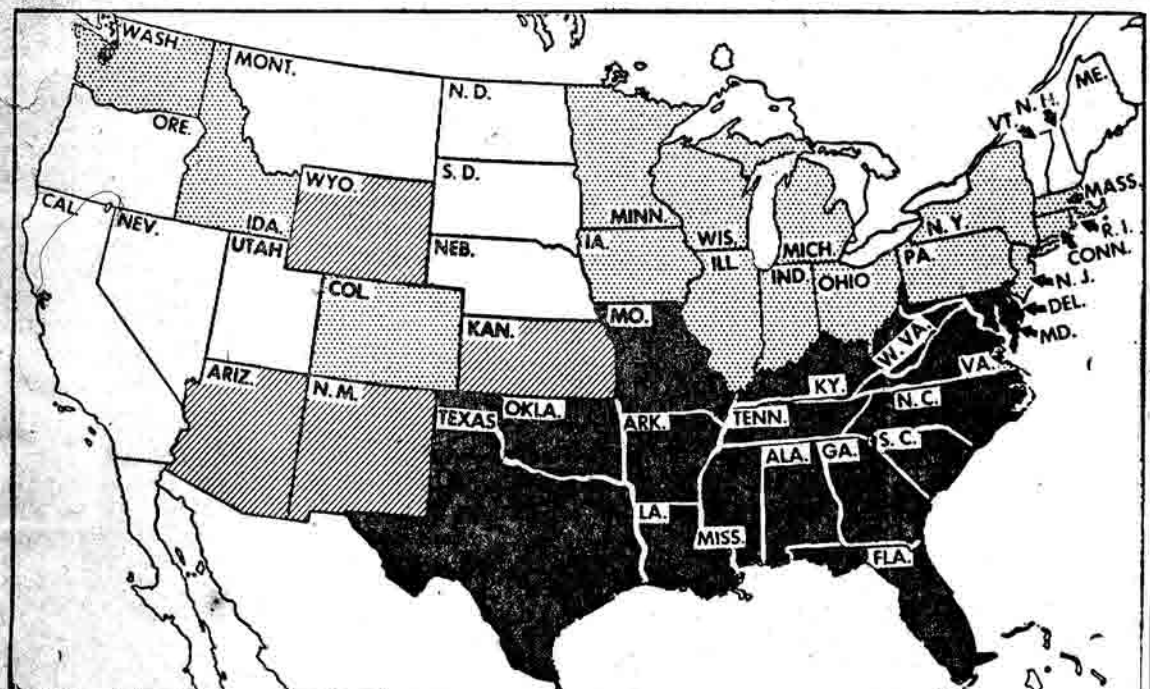 WASH.
MONT.
N. D.
ME.
VT.
N. H.
ORE.
S. D.
WYO.
MASS.
CAL.
NEV.
IDA.
MINN.
WIS.
MICH.
N. Y.
R. I.
CONN.
UTAH
NEB.
IA.
ILL.
IND.
OHIO
PA.
N. J.
COL.
DEL.
MO.
KAN.
W. VA.
MD.
ARIZ.
N. M.
KY.
VA.
TEXAS
OKLA.
ARK.
TENN.
N. C.
ALA.
GA.
S. C.
LA.
MISS.
FLA.